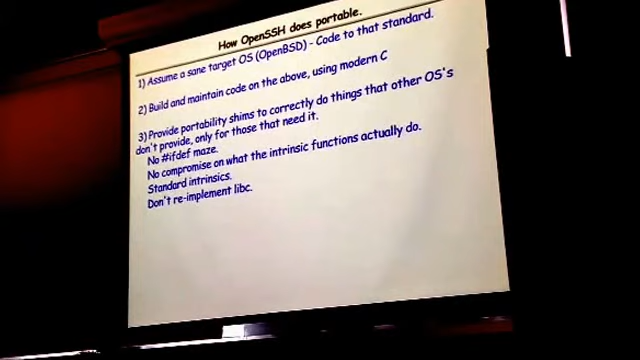 How OpenSSH does portable.
1) Assume a sane target OS (OpenBSD) - Code to that standard.
2) Build and maintain code on the above, using modern C
3) Provide portability shims to correctly do things that other OS's
don't provide, only for those that need it.
No #ifdef maze.
No compromise on what the intrinsic functions actually do.
Standard intrinsics.
Don't re-implement libc.